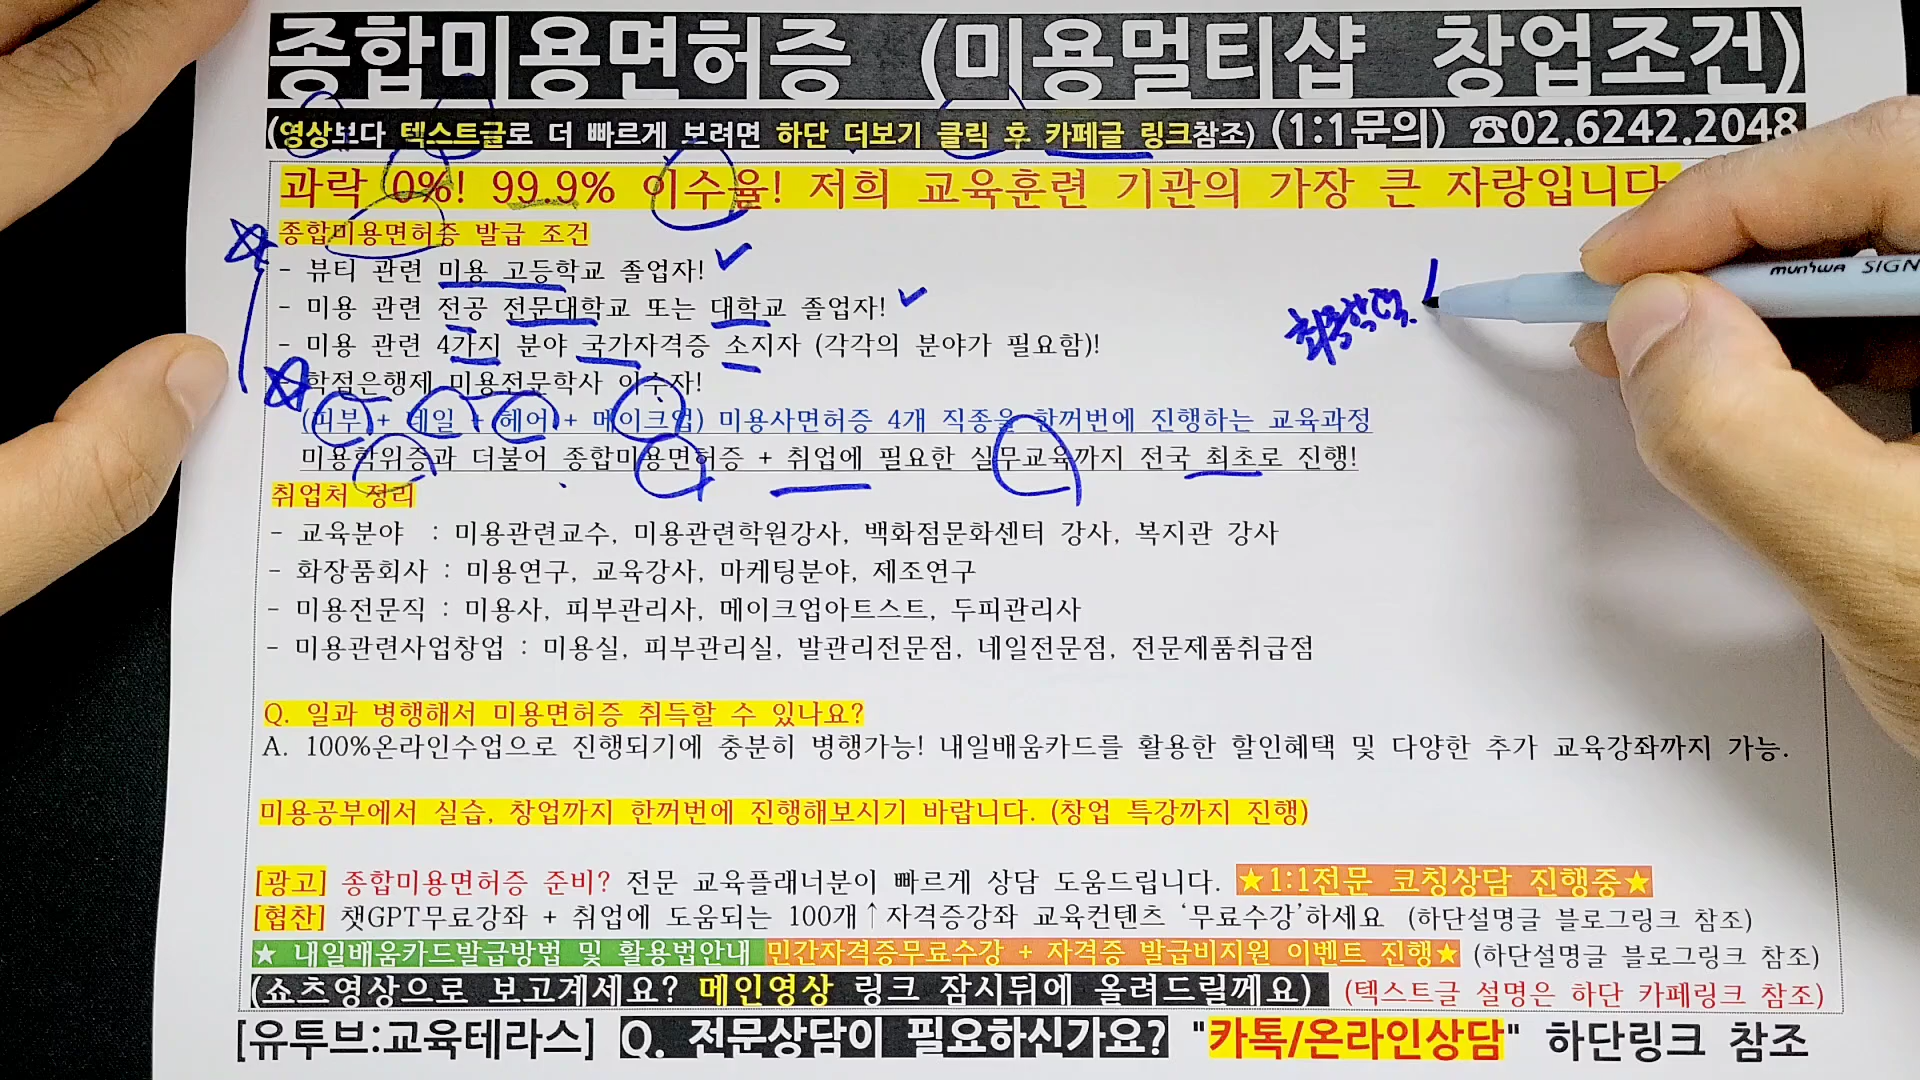 종합미용면허증 (미용멀티샵 창업조건)
(영상보다 텍스트글로 더 빠르게 보려면 하단 더보기 클릭 후 카페글 링크참조) (1:1문의) ☎02.6242.2048
과락 0%! 99.9% 이수율! 저희 교육훈련 기관의 가장 큰 자랑입니다
종합미용면허증 발급 조건
- 뷰티 관련 미용 고등학교 졸업자!
- 미용 관련 전공 전문대학교 또는 대학교 졸업자!
- 미용 관련 4가지 분야 국가자격증 소지자 (각각의 분야가 필요함)!
최종학력.
- 학점은행제 미용전문학사 이수자!
(피부 + 네일 + 헤어 + 메이크업) 미용사면허증 4개 직종을 한꺼번에 진행하는 교육과정
미용학위증과 더불어 종합미용면허증 + 취업에 필요한 실무교육까지 전국 최초로 진행!
취업처 정리
- 교육분야 : 미용관련교수, 미용관련학원강사, 백화점문화센터 강사, 복지관 강사
- 화장품회사 : 미용연구, 교육강사, 마케팅분야, 제조연구
- 미용전문직 : 미용사, 피부관리사, 메이크업아트스트, 두피관리사
- 미용관련사업창업 : 미용실, 피부관리실, 발관리전문점, 네일전문점, 전문제품취급점
Q. 일과 병행해서 미용면허증 취득할 수 있나요?
A. 100%온라인수업으로 진행되기에 충분히 병행가능! 내일배움카드를 활용한 할인혜택 및 다양한 추가 교육강좌까지 가능.
미용공부에서 실습, 창업까지 한꺼번에 진행해보시기 바랍니다. (창업 특강까지 진행)
[광고] 종합미용면허증 준비? 전문 교육플래너분이 빠르게 상담 도움드립니다. ★1:1전문 코칭상담 진행중★
[협찬] 챗GPT무료강좌 + 취업에 도움되는 100개↑자격증강좌 교육컨텐츠 ‘무료수강’하세요 (하단설명글 블로그링크 참조)
★ 내일배움카드발급방법 및 활용법안내 민간자격증무료수강 + 자격증 발급비지원 이벤트 진행★ (하단설명글 블로그링크 참조)
(쇼츠영상으로 보고계세요? 메인영상 링크 잠시뒤에 올려드릴께요) (텍스트글 설명은 하단 카페링크 참조)
[유투브:교육테라스] Q. 전문상담이 필요하신가요? "카톡/온라인상담" 하단링크 참조
munhwa SIGN